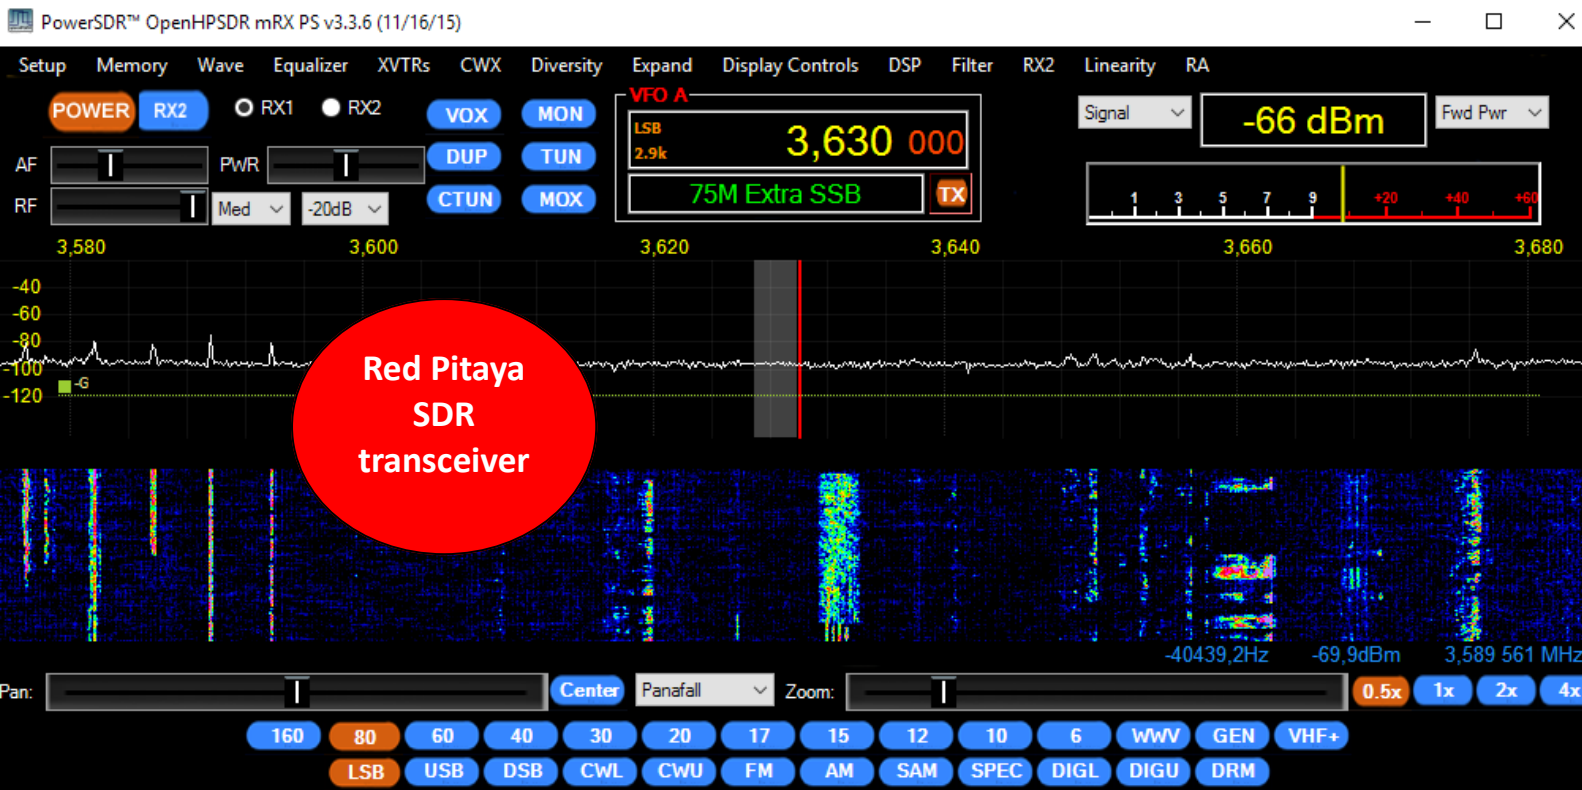 PowerSDR™ OpenHPSDR mRX PS v3.3.6 (11/16/15)
Setup Memory Wave Equalizer XVTRs CWX Diversity Expand Display Controls DSP Filter RX2 Linearity RA
POWER RX2 RX1 RX2 VOX MON
VFO A
LSB
2.9k
3,630 000
Signal -66 dBm Fwd Pwr
AF PWR DUP TUN
RF Med -20dB CTUN MOX
75M Extra SSB TX
1 3 5 7 9 +20 +40 +60
3,580 3,600 3,620 3,640 3,660 3,680
-40
-60
-80
-100
-120
-G
Red Pitaya
SDR
transceiver
-40439,2Hz -69,9dBm 3,589 561 MHz
Pan: Center Panafall Zoom: 0.5x 1x 2x 4x
160 80 60 40 30 20 17 15 12 10 6 WWV GEN VHF+
LSB USB DSB CWL CWU FM AM SAM SPEC DIGL DIGU DRM